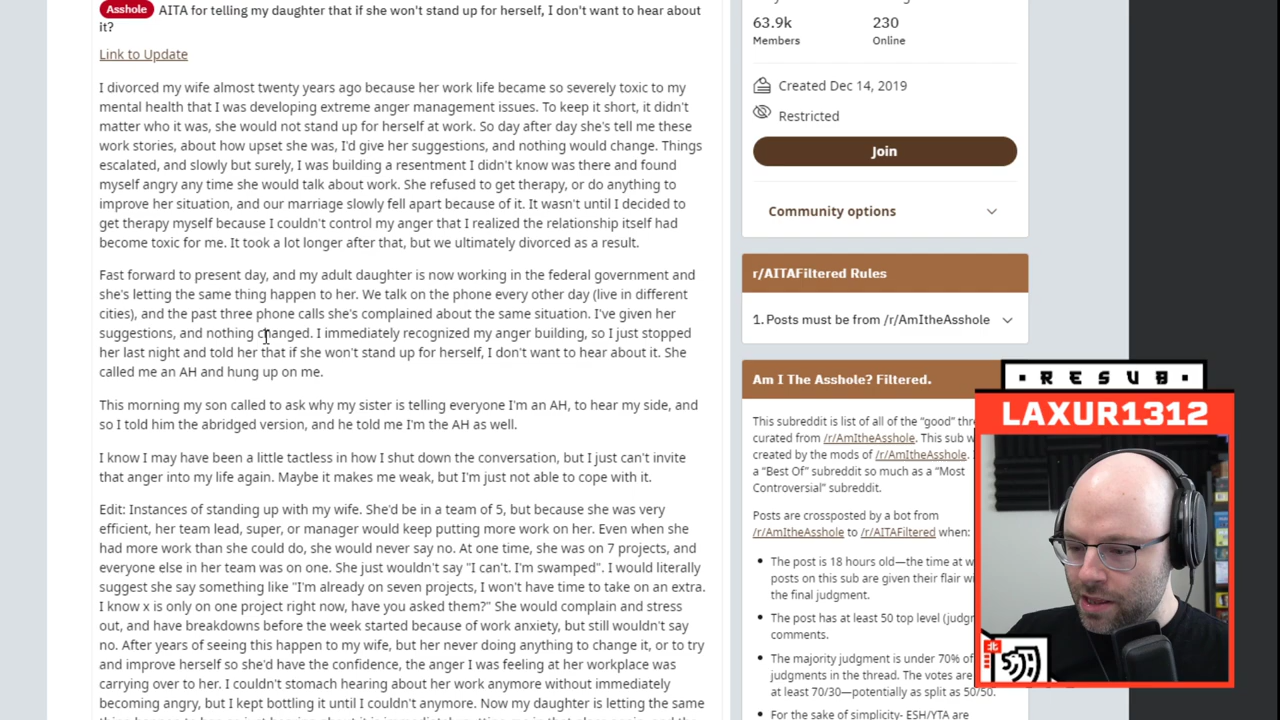 Asshole AITA for telling my daughter that if she won't stand up for herself, I don't want to hear about
it?
Link to Update
I divorced my wife almost twenty years ago because her work life became so severely toxic to my
mental health that I was developing extreme anger management issues. To keep it short, it didn't
matter who it was, she would not stand up for herself at work. So day after day she's tell me these
work stories, about how upset she was, I'd give her suggestions, and nothing would change. Things
escalated, and slowly but surely, I was building a resentment I didn't know was there and found
myself angry any time she would talk about work. She refused to get therapy, or do anything to
improve her situation, and our marriage slowly fell apart because of it. It wasn't until I decided to
get therapy myself because I couldn't control my anger that I realized the relationship itself had
become toxic for me. It took a lot longer after that, but we ultimately divorced as a result.
Fast forward to present day, and my adult daughter is now working in the federal government and
she's letting the same thing happen to her. We talk on the phone every other day (live in different
cities), and the past three phone calls she's complained about the same situation. I've given her
suggestions, and nothing changed. I immediately recognized my anger building, so I just stopped
her last night and told her that if she won't stand up for herself, I don't want to hear about it. She
called me an AH and hung up on me.
This morning my son called to ask why my sister is telling everyone I'm an AH, to hear my side, and
so I told him the abridged version, and he told me I'm the AH as well.
I know I may have been a little tactless in how I shut down the conversation, but I just can't invite
that anger into my life again. Maybe it makes me weak, but I'm just not able to cope with it.
Edit: Instances of standing up with my wife. She'd be in a team of 5, but because she was very
efficient, her team lead, super, or manager would keep putting more work on her. Even when she
had more work than she could do, she would never say no. At one time, she was on 7 projects, and
everyone else in her team was on one. She just wouldn't say "I can't. I'm swamped". I would literally
suggest she say something like "I'm already on seven projects, I won't have time to take on an extra.
I know x is only on one project right now, have you asked them?" She would complain and stress
out, and have breakdowns before the week started because of work anxiety, but still wouldn't say
no. After years of seeing this happen to my wife, but her never doing anything to change it, or to try
and improve herself so she'd have the confidence, the anger I was feeling at her workplace was
carrying over to her. I couldn't hearing about her work anymore without immediately
becoming angry, but I kept bottling it until I couldn't anymore. Now my daughter is letting the same
63.9k 230
Members Online
Created Dec 14, 2019
Restricted
Join
Community options
r/AITAFiltered Rules
1. Posts must be from /r/AmItheAsshole
Am I The Asshole? Filtered.
This subreddit is list of all of the "good"
curated from /r/AmItheAsshole. This sub
created by the mods of /r/AmItheAsshole.
a "Best Of" subreddit so much as a "Most
Controversial" subreddit.
Posts are crossposted by a bot from
/r/AmItheAsshole to /r/AITAFiltered when:
The post is 18 hours old—the time at
posts on this sub are given their flair
the final judgment.
The post has at least 50 top level
comments.
The majority judgment is under 70% of
judgments in the thread. The votes are
at least 70/30—potentially as split as 50/50.
For the sake of simplicity- ESH/YTA are
RESUB
LAXUR1312